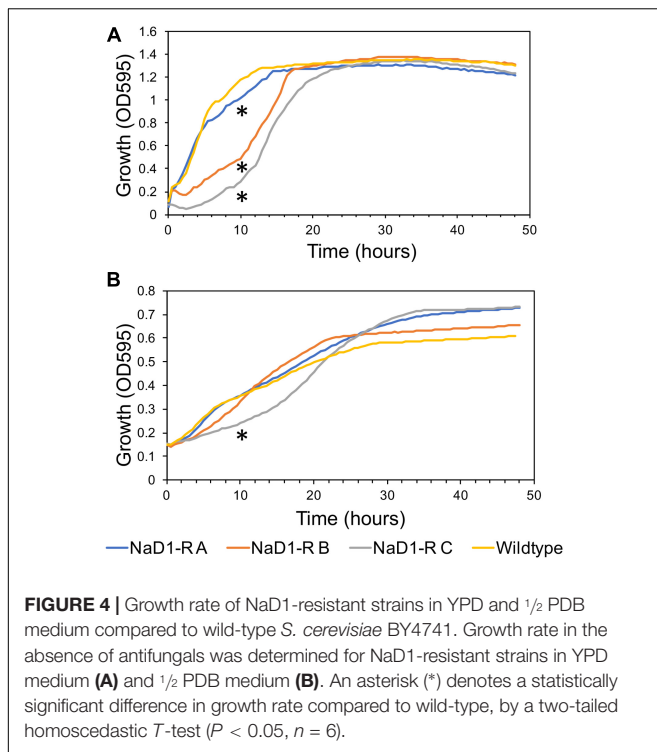 A
Growth (OD595)
1.6
1.4
1.2
1
0.8
0.6
0.4
0.2
0
*
*
*
0 10 20 30 40 50
Time (hours)
B
Growth (OD595)
0.8
0.7
0.6
0.5
0.4
0.3
0.2
0.1
0
*
0 10 20 30 40 50
Time (hours)
NaD1-R A NaD1-R B NaD1-R C Wildtype
FIGURE 4 | Growth rate of NaD1-resistant strains in YPD and 1/2 PDB
medium compared to wild-type S. cerevisiae BY4741. Growth rate in the
absence of antifungals was determined for NaD1-resistant strains in YPD
medium (A) and 1/2 PDB medium (B). An asterisk (*) denotes a statistically
significant difference in growth rate compared to wild-type, by a two-tailed
homoscedastic T-test (P < 0.05, n = 6).